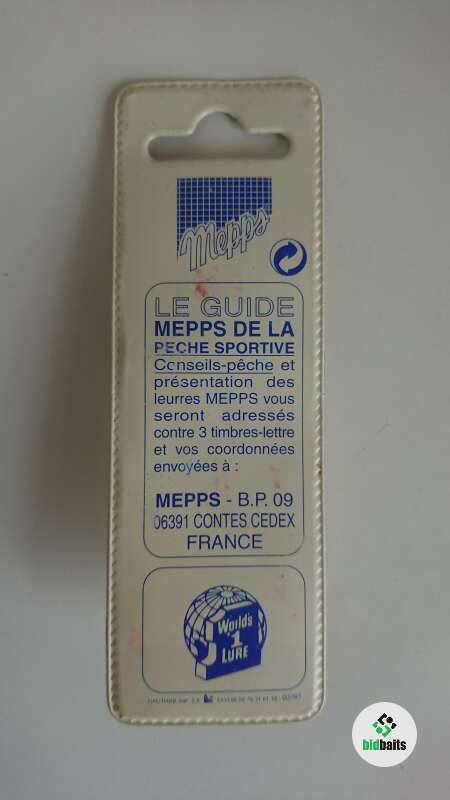 Mepps
LE GUIDE
MEPPS DE LA
PECHE SPORTIVE
Conseils-pêche et
présentation des
leurres MEPPS vous
seront adressés
contre 3 timbres-lettre
et vos coordonnées
envoyées à :
MEPPS - B.P. 09
06391 CONTES CEDEX
FRANCE
World's
1
LURE
bidbaits